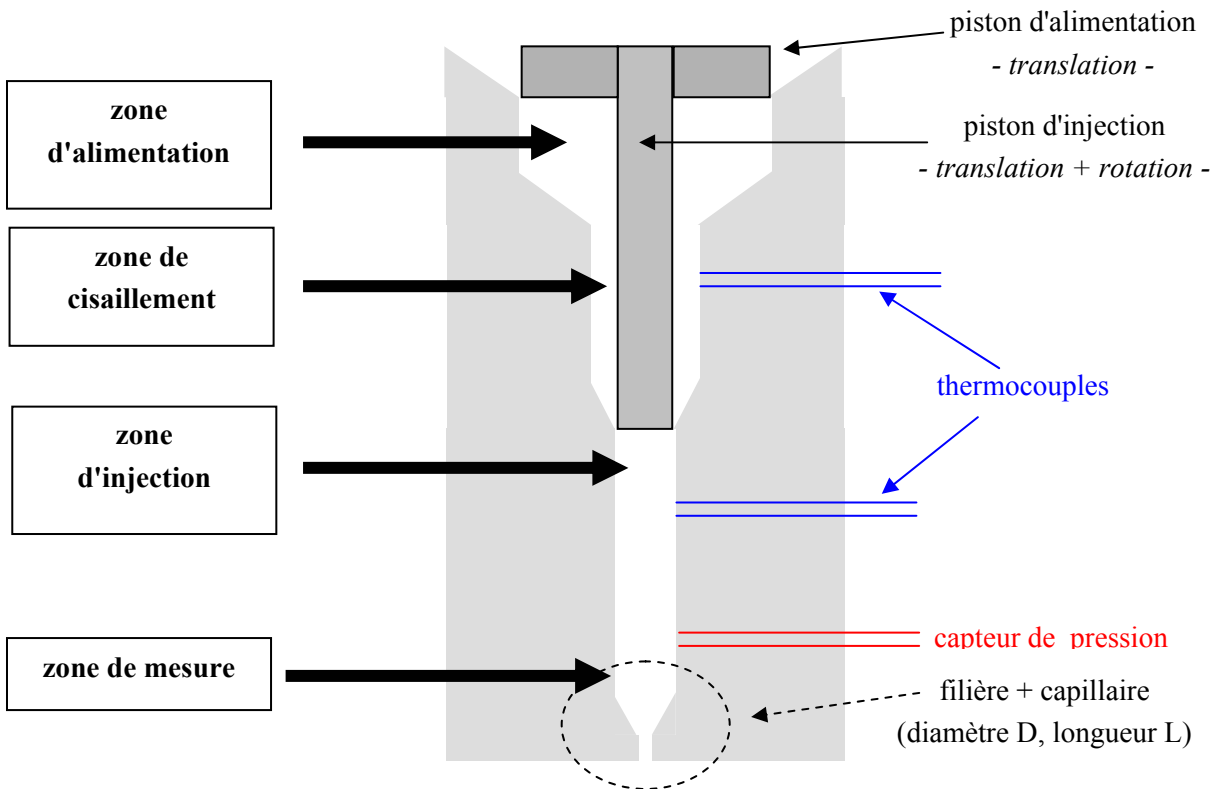 piston d'alimentation
- translation -
zone
d'alimentation
piston d'injection
- translation + rotation -
zone de
cisaillement
thermocouples
zone
d'injection
capteur de pression
zone de mesure
filière + capillaire
(diamètre D, longueur L)